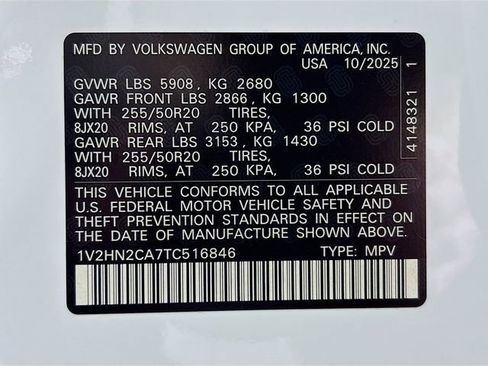 MFD BY VOLKSWAGEN GROUP OF AMERICA, INC.
USA 10/2025
GVWR LBS 5908, KG 2680
GAWR FRONT LBS 2866, KG 1300
WITH 255/50R20 TIRES,
8JX20 RIMS, AT 250 KPA, 36 PSI COLD
GAWR REAR LBS 3153, KG 1430
WITH 255/50R20 TIRES,
8JX20 RIMS, AT 250 KPA, 36 PSI COLD
THIS VEHICLE CONFORMS TO ALL APPLICABLE
U.S. FEDERAL MOTOR VEHICLE SAFETY AND
THEFT PREVENTION STANDARDS IN EFFECT ON
THE DATE OF MANUFACTURE SHOWN ABOVE.
1V2HN2CA7TC516846 TYPE: MPV
4148321 1